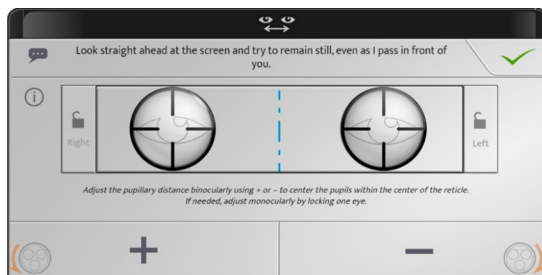 Look straight ahead at the screen and try to remain still, even as I pass in front of
you.
Right
Left
Adjust the pupillary distance binocularly using + or – to center the pupils within the center of the reticle.
If needed, adjust monocularly by locking one eye.
+
–